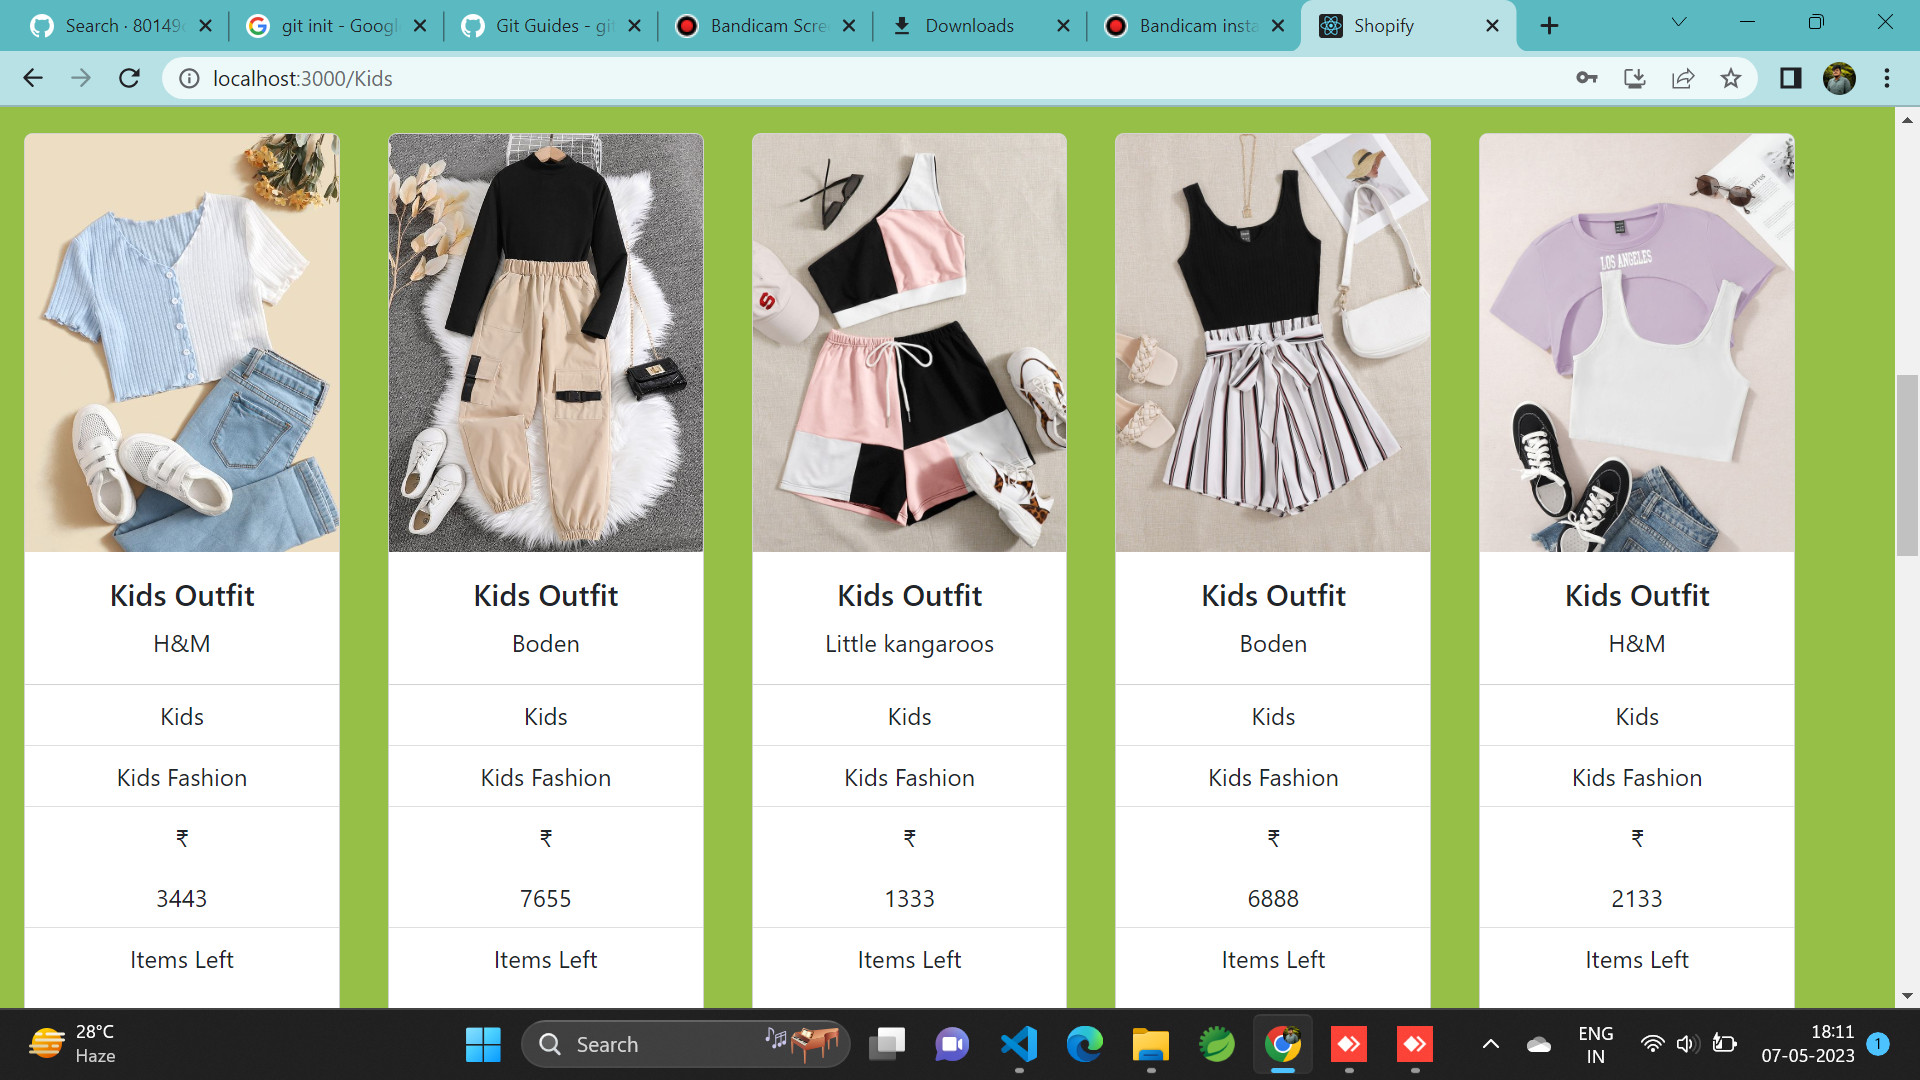 Search · 80149
git init - Googl
Git Guides - gi
Bandicam Scre
Downloads
Bandicam insta
Shopify
localhost:3000/Kids
S
LOS ANGELES
Kids Outfit
H&M
Kids
Kids Fashion
₹
3443
Items Left
Kids Outfit
Boden
Kids
Kids Fashion
₹
7655
Items Left
Kids Outfit
Little kangaroos
Kids
Kids Fashion
₹
1333
Items Left
Kids Outfit
Boden
Kids
Kids Fashion
₹
6888
Items Left
Kids Outfit
H&M
Kids
Kids Fashion
₹
2133
Items Left
28°C
Haze
Search
ENG
IN
18:11
07-05-2023
1